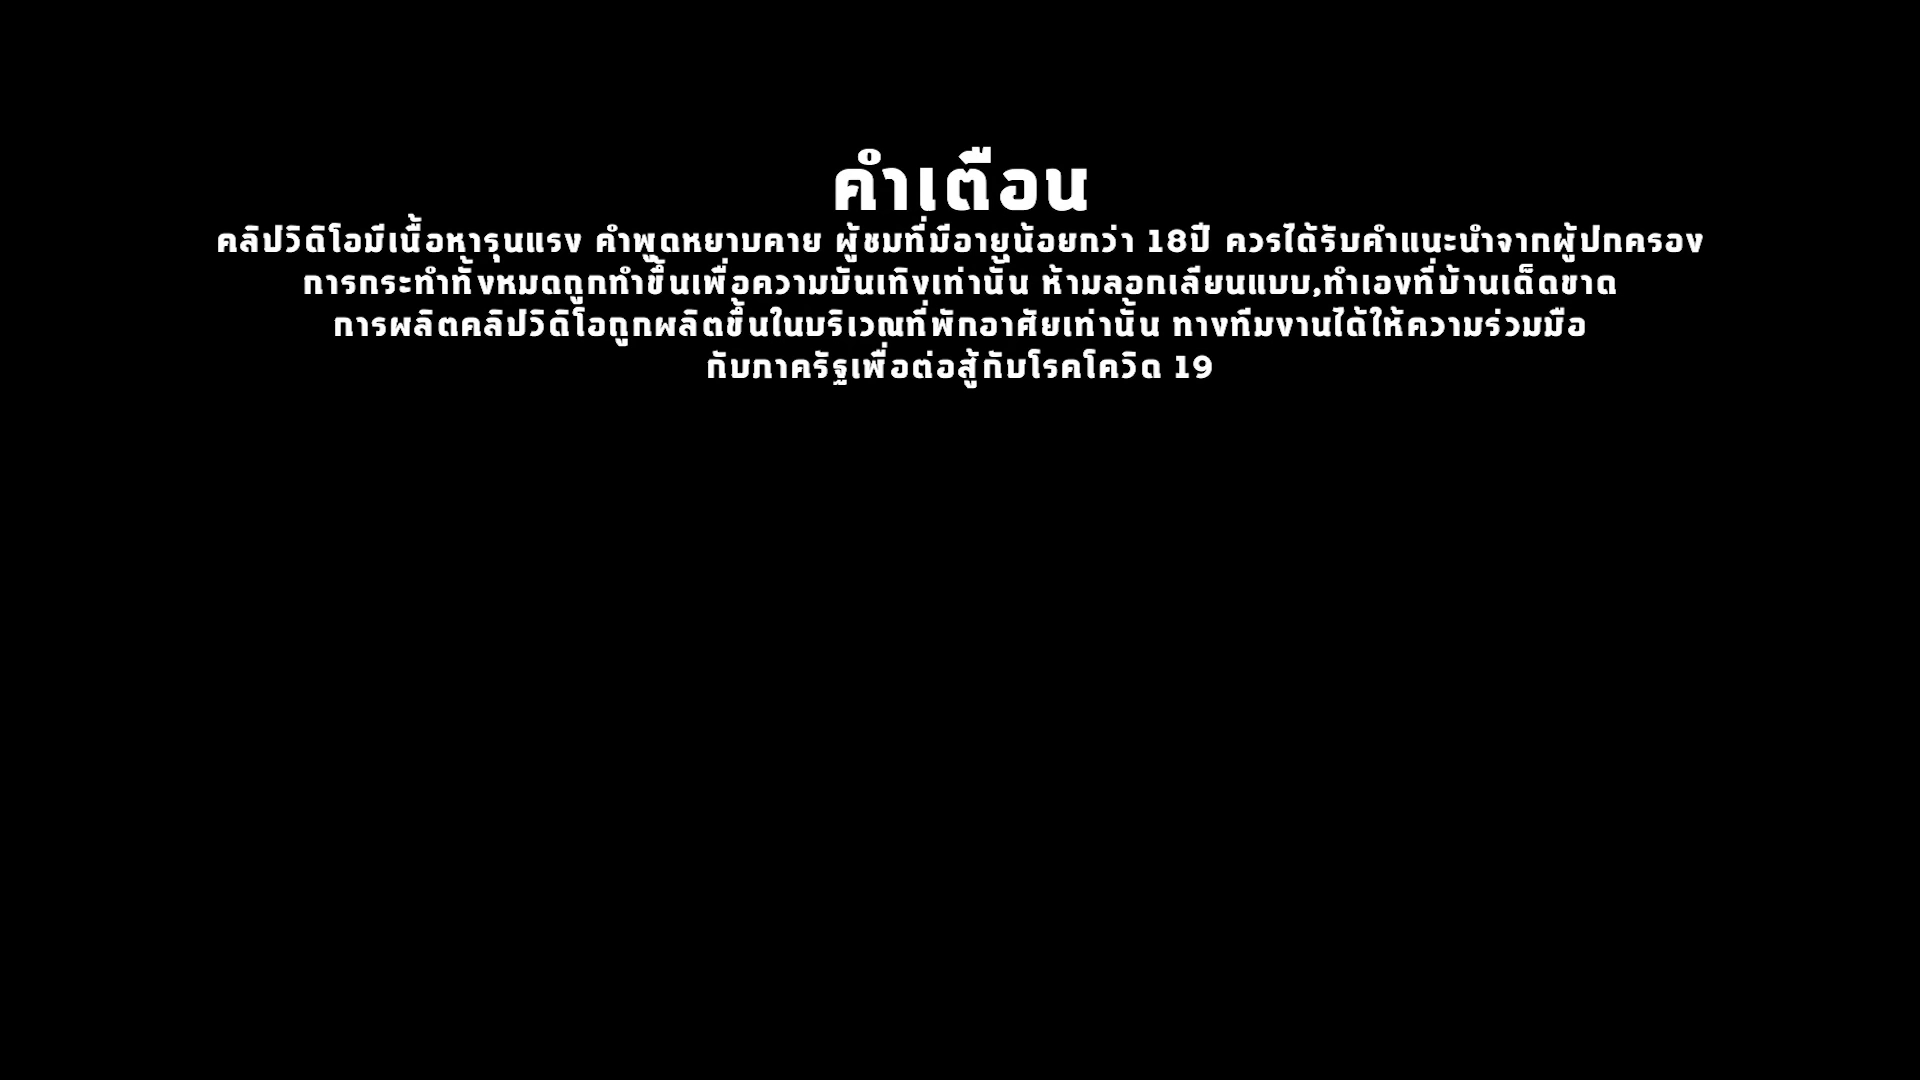 คำเตือน
คลิปวิดิโอมีเนื้อหารุนแรง คำพูดหยาบคาย ผู้ชมที่มีอายุน้อยกว่า 18ปี ควรได้รับคำแนะนำจากผู้ปกครอง
การกระทำทั้งหมดถูกทำขึ้นเพื่อความบันเทิงเท่านั้น ห้ามลอกเลียนแบบ,ทำเองที่บ้านเด็ดขาด
การผลิตคลิปวิดิโอถูกผลิตขึ้นในบริเวณที่พักอาศัยเท่านั้น ทางทีมงานได้ให้ความร่วมมือ
กับภาครัฐเพื่อต่อสู้กับโรคโควิด 19